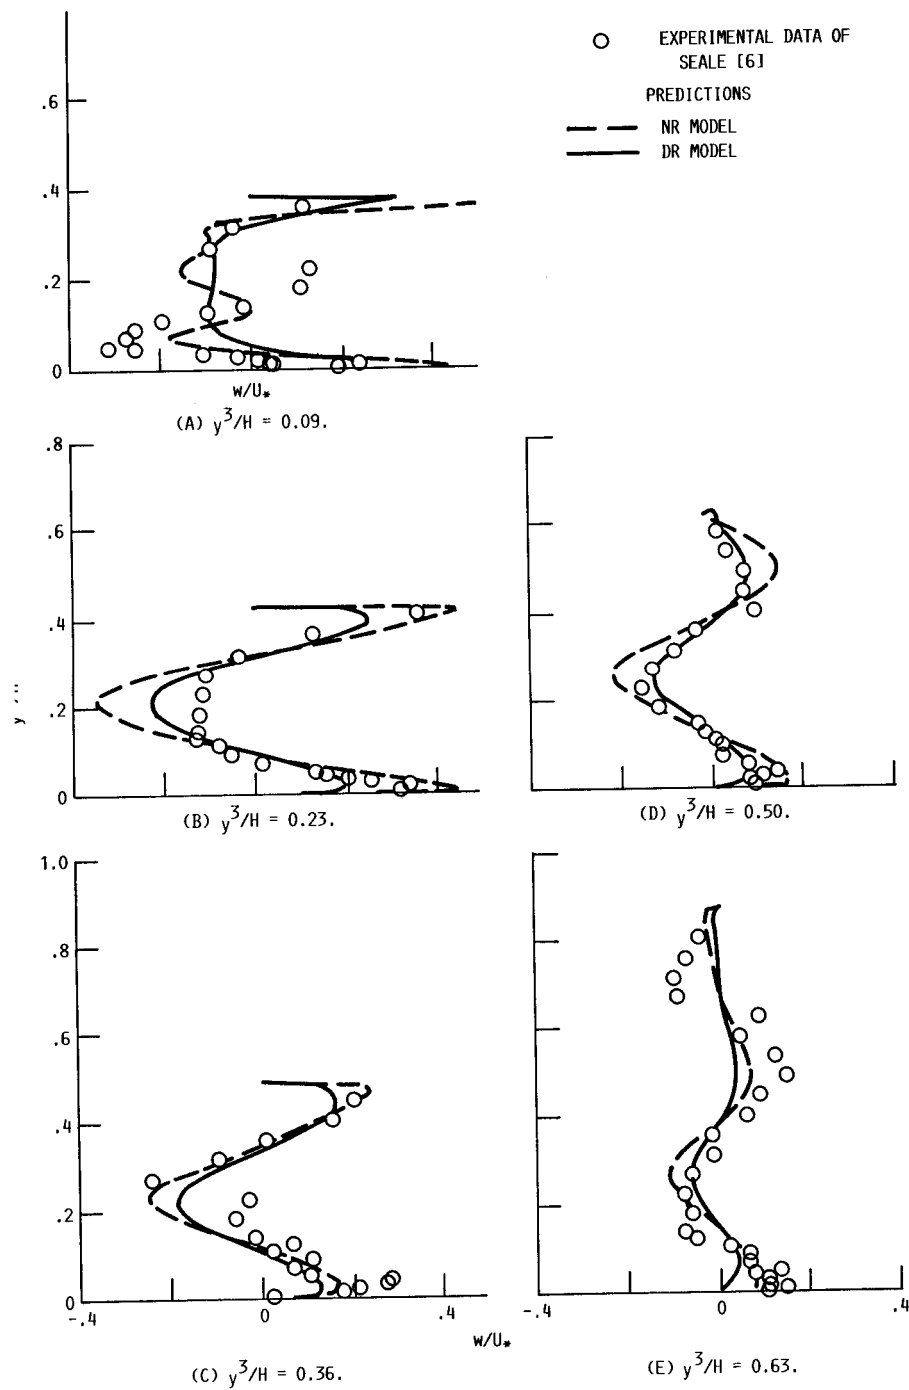 EXPERIMENTAL DATA OF
SEALE [6]
PREDICTIONS
NR MODEL
DR MODEL
.6
.4
.2
0
w/U*
(A) y³/H = 0.09.
.8
.6
.4
.2
0
(B) y³/H = 0.23.
(D) y³/H = 0.50.
1.0
.8
.6
.4
.2
0
-.4
0
.4
-.4
0
.4
w/U*
(C) y³/H = 0.36.
(E) y³/H = 0.63.